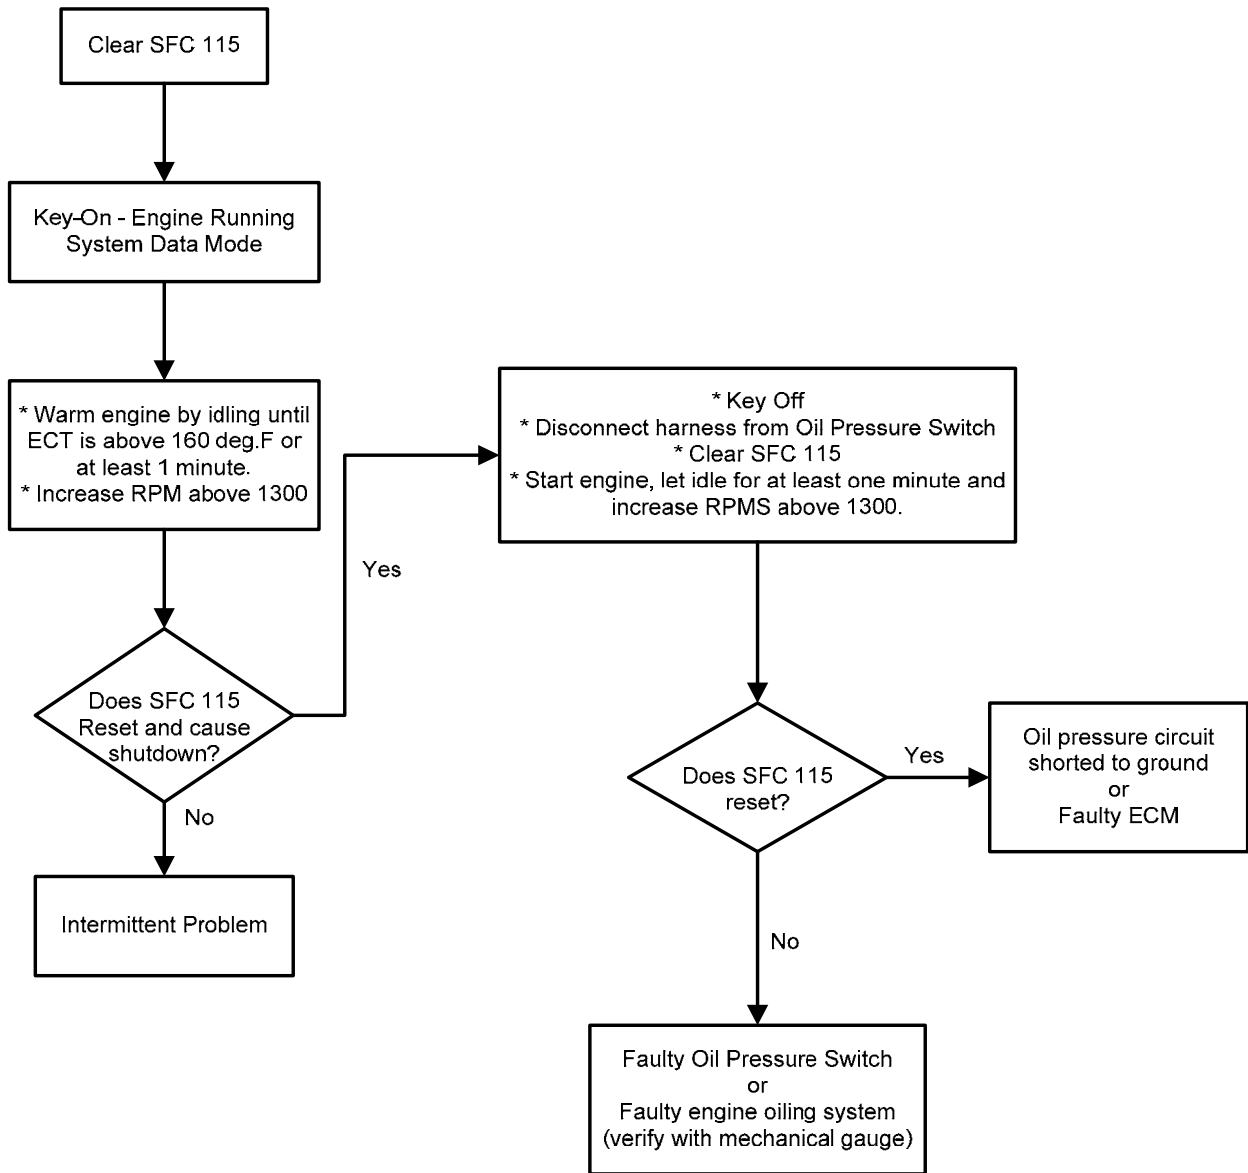 Clear SFC 115
Key-On - Engine Running
System Data Mode
* Warm engine by idling until
ECT is above 160 deg.F or
at least 1 minute.
* Increase RPM above 1300
Does SFC 115
Reset and cause
shutdown?
No
Intermittent Problem
Yes
* Key Off
* Disconnect harness from Oil Pressure Switch
* Clear SFC 115
* Start engine, let idle for at least one minute and
increase RPMS above 1300.
Does SFC 115
reset?
Yes
Oil pressure circuit
shorted to ground
or
Faulty ECM
No
Faulty Oil Pressure Switch
or
Faulty engine oiling system
(verify with mechanical gauge)